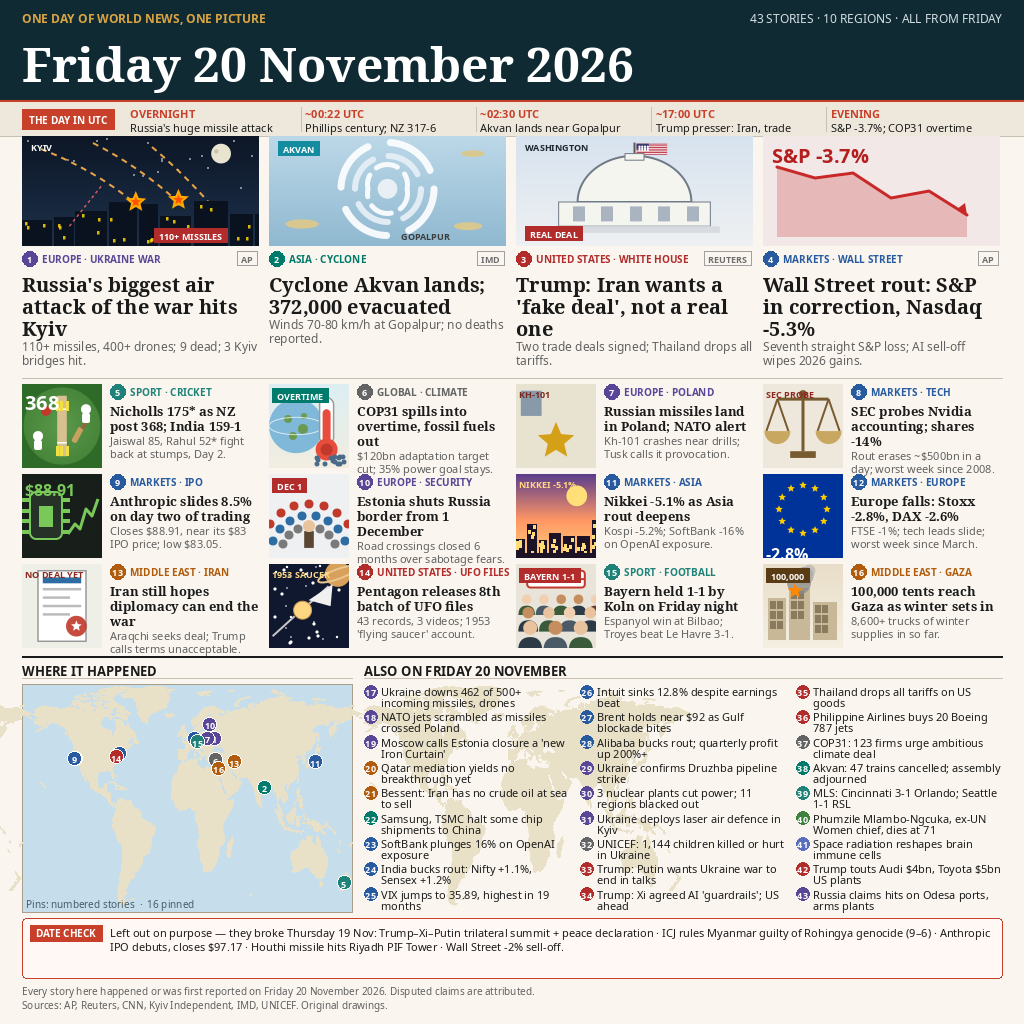 ONE DAY OF WORLD NEWS, ONE PICTURE
43 STORIES · 10 REGIONS · ALL FROM FRIDAY
Friday 20 November 2026
THE DAY IN UTC
OVERNIGHT
Russia's huge missile attack
~00:22 UTC
Phillips century; NZ 317-6
~02:30 UTC
Akvan lands near Gopalpur
~17:00 UTC
Trump presser: Iran, trade
EVENING
S&P -3.7%; COP31 overtime
KYIV
110+ MISSILES
1 EUROPE · UKRAINE WAR
AP
Russia's biggest air
attack of the war hits
Kyiv
110+ missiles, 400+ drones; 9 dead; 3 Kyiv
bridges hit.
AKVAN
GOPALPUR
2 ASIA · CYCLONE
IMD
Cyclone Akvan lands;
372,000 evacuated
Winds 70-80 km/h at Gopalpur; no deaths
reported.
WASHINGTON
REAL DEAL
3 UNITED STATES · WHITE HOUSE
REUTERS
Trump: Iran wants a
'fake deal', not a real
one
Two trade deals signed; Thailand drops all
tariffs.
S&P -3.7%
4 MARKETS · WALL STREET
AP
Wall Street rout: S&P
in correction, Nasdaq
-5.3%
Seventh straight S&P loss; AI sell-off
wipes 2026 gains.
368
5 SPORT · CRICKET
Nicholls 175* as NZ
post 368; India 159-1
Jaiswal 85, Rahul 52* fight
back at stumps, Day 2.
OVERTIME
6 GLOBAL · CLIMATE
COP31 spills into
overtime, fossil fuels
out
$120bn adaptation target
cut; 35% power goal stays.
KH-101
7 EUROPE · POLAND
Russian missiles land
in Poland; NATO alert
Kh-101 crashes near drills;
Tusk calls it provocation.
SEC PROBE
8 MARKETS · TECH
SEC probes Nvidia
accounting; shares
-14%
Rout erases ~$500bn in a
day; worst week since 2008.
$88.91
9 MARKETS · IPO
Anthropic slides 8.5%
on day two of trading
Closes $88.91, near its $83
IPO price; low $83.05.
DEC 1
10 EUROPE · SECURITY
Estonia shuts Russia
border from 1
December
Road crossings closed 6
months over sabotage fears.
NIKKEI -5.1%
11 MARKETS · ASIA
Nikkei -5.1% as Asia
rout deepens
Kospi -5.2%; SoftBank -16%
on OpenAI exposure.
-2.8%
12 MARKETS · EUROPE
Europe falls: Stoxx
-2.8%, DAX -2.6%
FTSE -1%; tech leads slide;
worst week since March.
NO DEAL YET
13 MIDDLE EAST · IRAN
Iran still hopes
diplomacy can end the
war
Araqchi seeks deal; Trump
calls terms unacceptable.
1953 SAUCER
14 UNITED STATES · UFO FILES
Pentagon releases 8th
batch of UFO files
43 records, 3 videos; 1953
'flying saucer' account.
BAYERN 1-1
15 SPORT · FOOTBALL
Bayern held 1-1 by
Koln on Friday night
Espanyol win at Bilbao;
Troyes beat Le Havre 3-1.
100,000
16 MIDDLE EAST · GAZA
100,000 tents reach
Gaza as winter sets in
8,600+ trucks of winter
supplies in so far.
WHERE IT HAPPENED
9
14
10
15
7
16
13
2
11
5
Pins: numbered stories · 16 pinned
ALSO ON FRIDAY 20 NOVEMBER
17 Ukraine downs 462 of 500+
incoming missiles, drones
18 NATO jets scrambled as missiles
crossed Poland
19 Moscow calls Estonia closure a 'new
Iron Curtain'
20 Qatar mediation yields no
breakthrough yet
21 Bessent: Iran has no crude oil at sea
to sell
22 Samsung, TSMC halt some chip
shipments to China
23 SoftBank plunges 16% on OpenAI
exposure
24 India bucks rout: Nifty +1.1%,
Sensex +1.2%
25 VIX jumps to 35.89, highest in 19
months
26 Intuit sinks 12.8% despite earnings
beat
27 Brent holds near $92 as Gulf
blockade bites
28 Alibaba bucks rout; quarterly profit
up 200%+
29 Ukraine confirms Druzhba pipeline
strike
30 3 nuclear plants cut power; 11
regions blacked out
31 Ukraine deploys laser air defence in
Kyiv
32 UNICEF: 1,144 children killed or hurt
in Ukraine
33 Trump: Putin wants Ukraine war to
end in talks
34 Trump: Xi agreed AI 'guardrails'; US
ahead
35 Thailand drops all tariffs on US
goods
36 Philippine Airlines buys 20 Boeing
787 jets
37 COP31: 123 firms urge ambitious
climate deal
38 Akvan: 47 trains cancelled; assembly
adjourned
39 MLS: Cincinnati 3-1 Orlando; Seattle
1-1 RSL
40 Phumzile Mlambo-Ngcuka, ex-UN
Women chief, dies at 71
41 Space radiation reshapes brain
immune cells
42 Trump touts Audi $4bn, Toyota $5bn
US plants
43 Russia claims hits on Odesa ports,
arms plants
DATE CHECK
Left out on purpose — they broke Thursday 19 Nov: Trump–Xi–Putin trilateral summit + peace declaration · ICJ rules Myanmar guilty of Rohingya genocide (9–6) · Anthropic
IPO debuts, closes $97.17 · Houthi missile hits Riyadh PIF Tower · Wall Street -2% sell-off.
Every story here happened or was first reported on Friday 20 November 2026. Disputed claims are attributed.
Sources: AP, Reuters, CNN, Kyiv Independent, IMD, UNICEF. Original drawings.